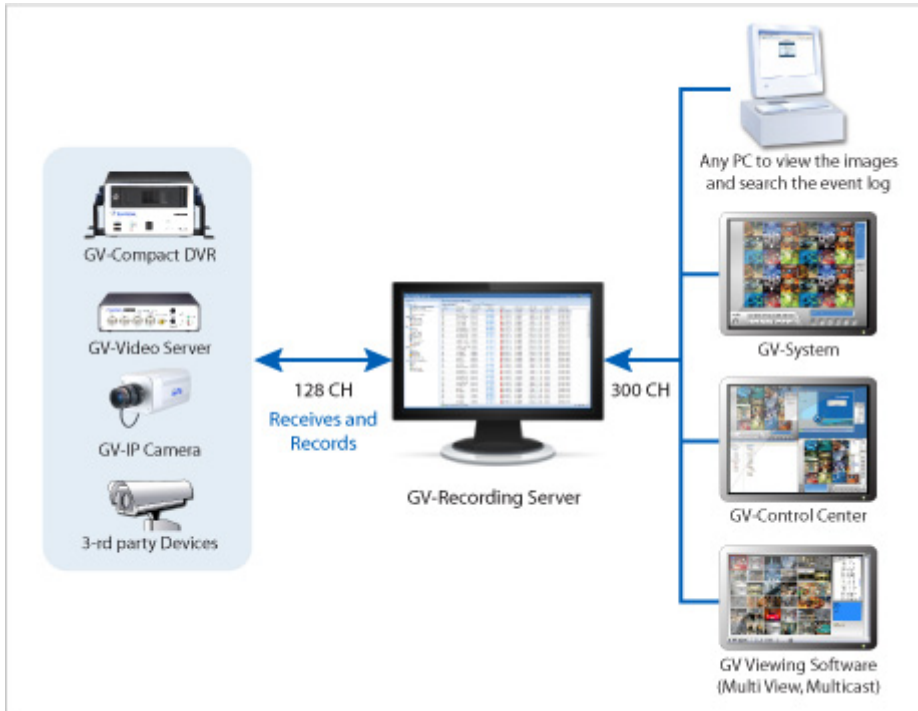 GV-Compact DVR
GV-Video Server
GV-IP Camera
3-rd party Devices
128 CH
Receives and
Records
GV-Recording Server
300 CH
Any PC to view the images
and search the event log
GV-System
GV-Control Center
GV Viewing Software
(Multi View, Multicast)